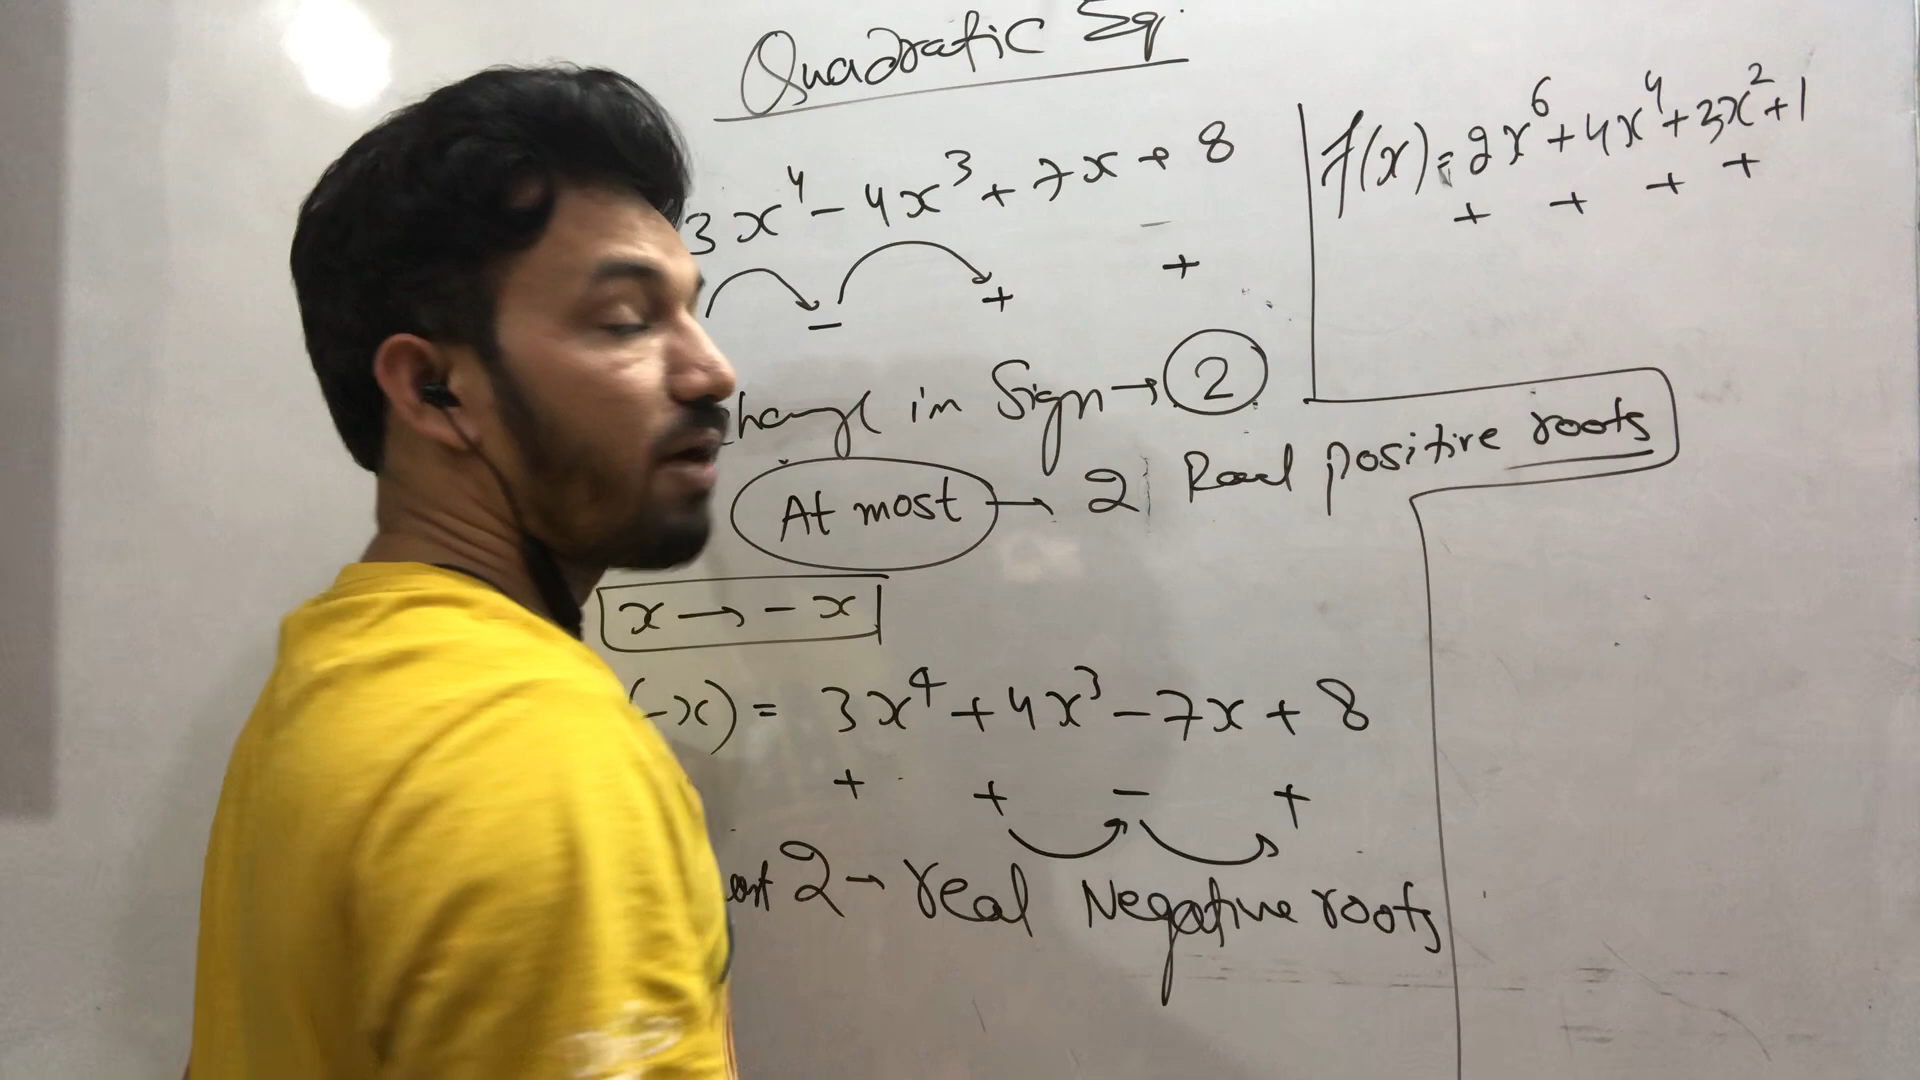 Quadratic Eq.
3x⁴ - 4x³ + 7x + 8
- + +
Change in Sign → 2
At most → 2 Real positive roots
x → - x
(-x) = 3x⁴ + 4x³ - 7x + 8
+ + - +
2 → real Negative roots
f(x) = 2x⁶ + 4x⁴ + 3x² + 1
+ + + +